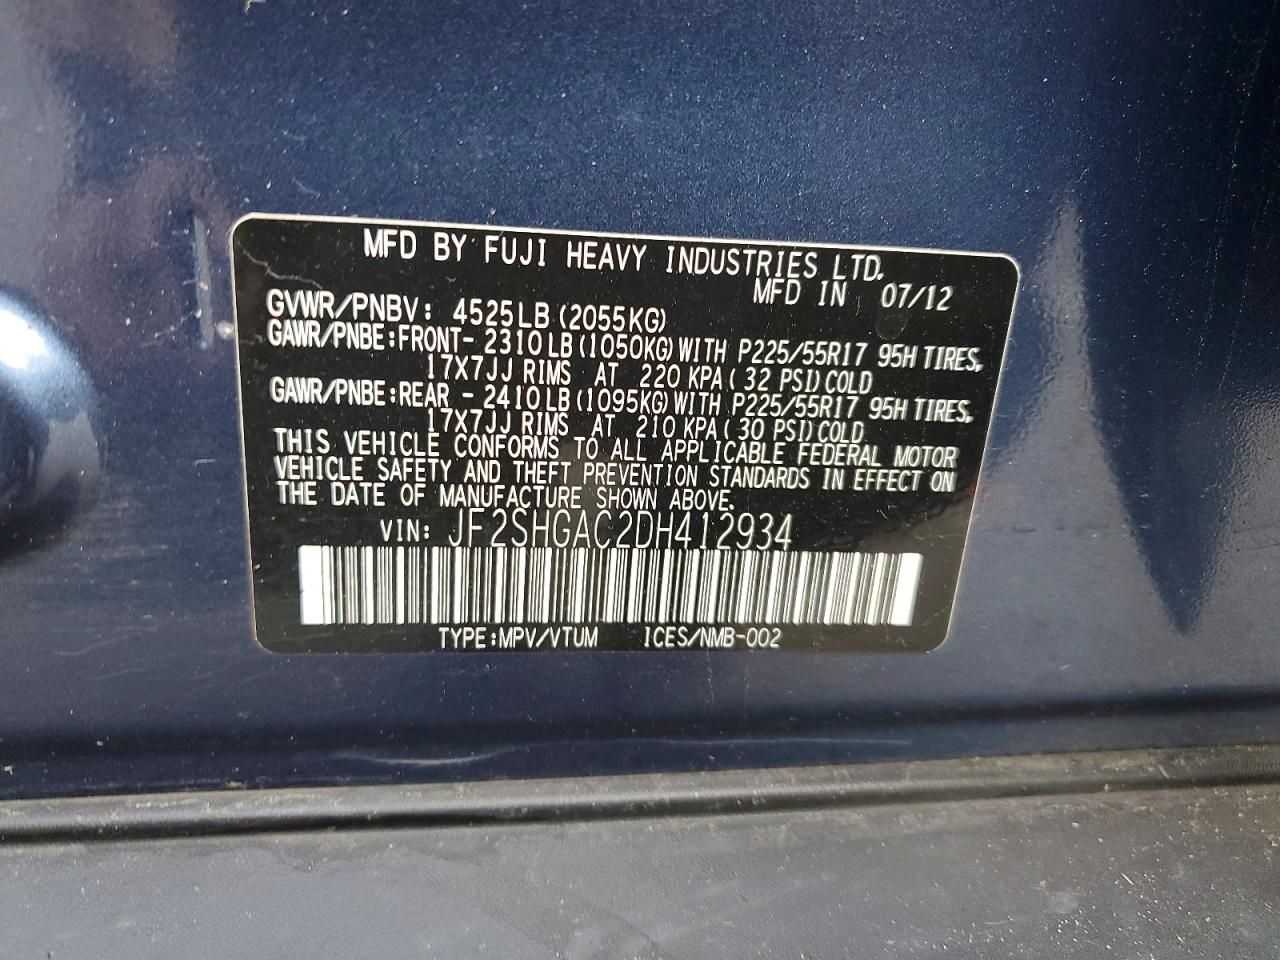 MFD BY FUJI HEAVY INDUSTRIES LTD.
MFD IN 07/12
GVWR/PNBV: 4525LB(2055KG)
GAWR/PNBE:FRONT- 2310LB(1050KG)WITH P225/55R17 95H TIRES,
17X7JJ RIMS AT 220 KPA(32 PSI)COLD
GAWR/PNBE:REAR - 2410LB(1095KG)WITH P225/55R17 95H TIRES,
17X7JJ RIMS AT 210 KPA(30 PSI)COLD
THIS VEHICLE CONFORMS TO ALL APPLICABLE FEDERAL MOTOR
VEHICLE SAFETY AND THEFT PREVENTION STANDARDS IN EFFECT ON
THE DATE OF MANUFACTURE SHOWN ABOVE.
VIN: JF2SHGAC2DH412934
TYPE:MPV/VTUM ICES/NMB-002